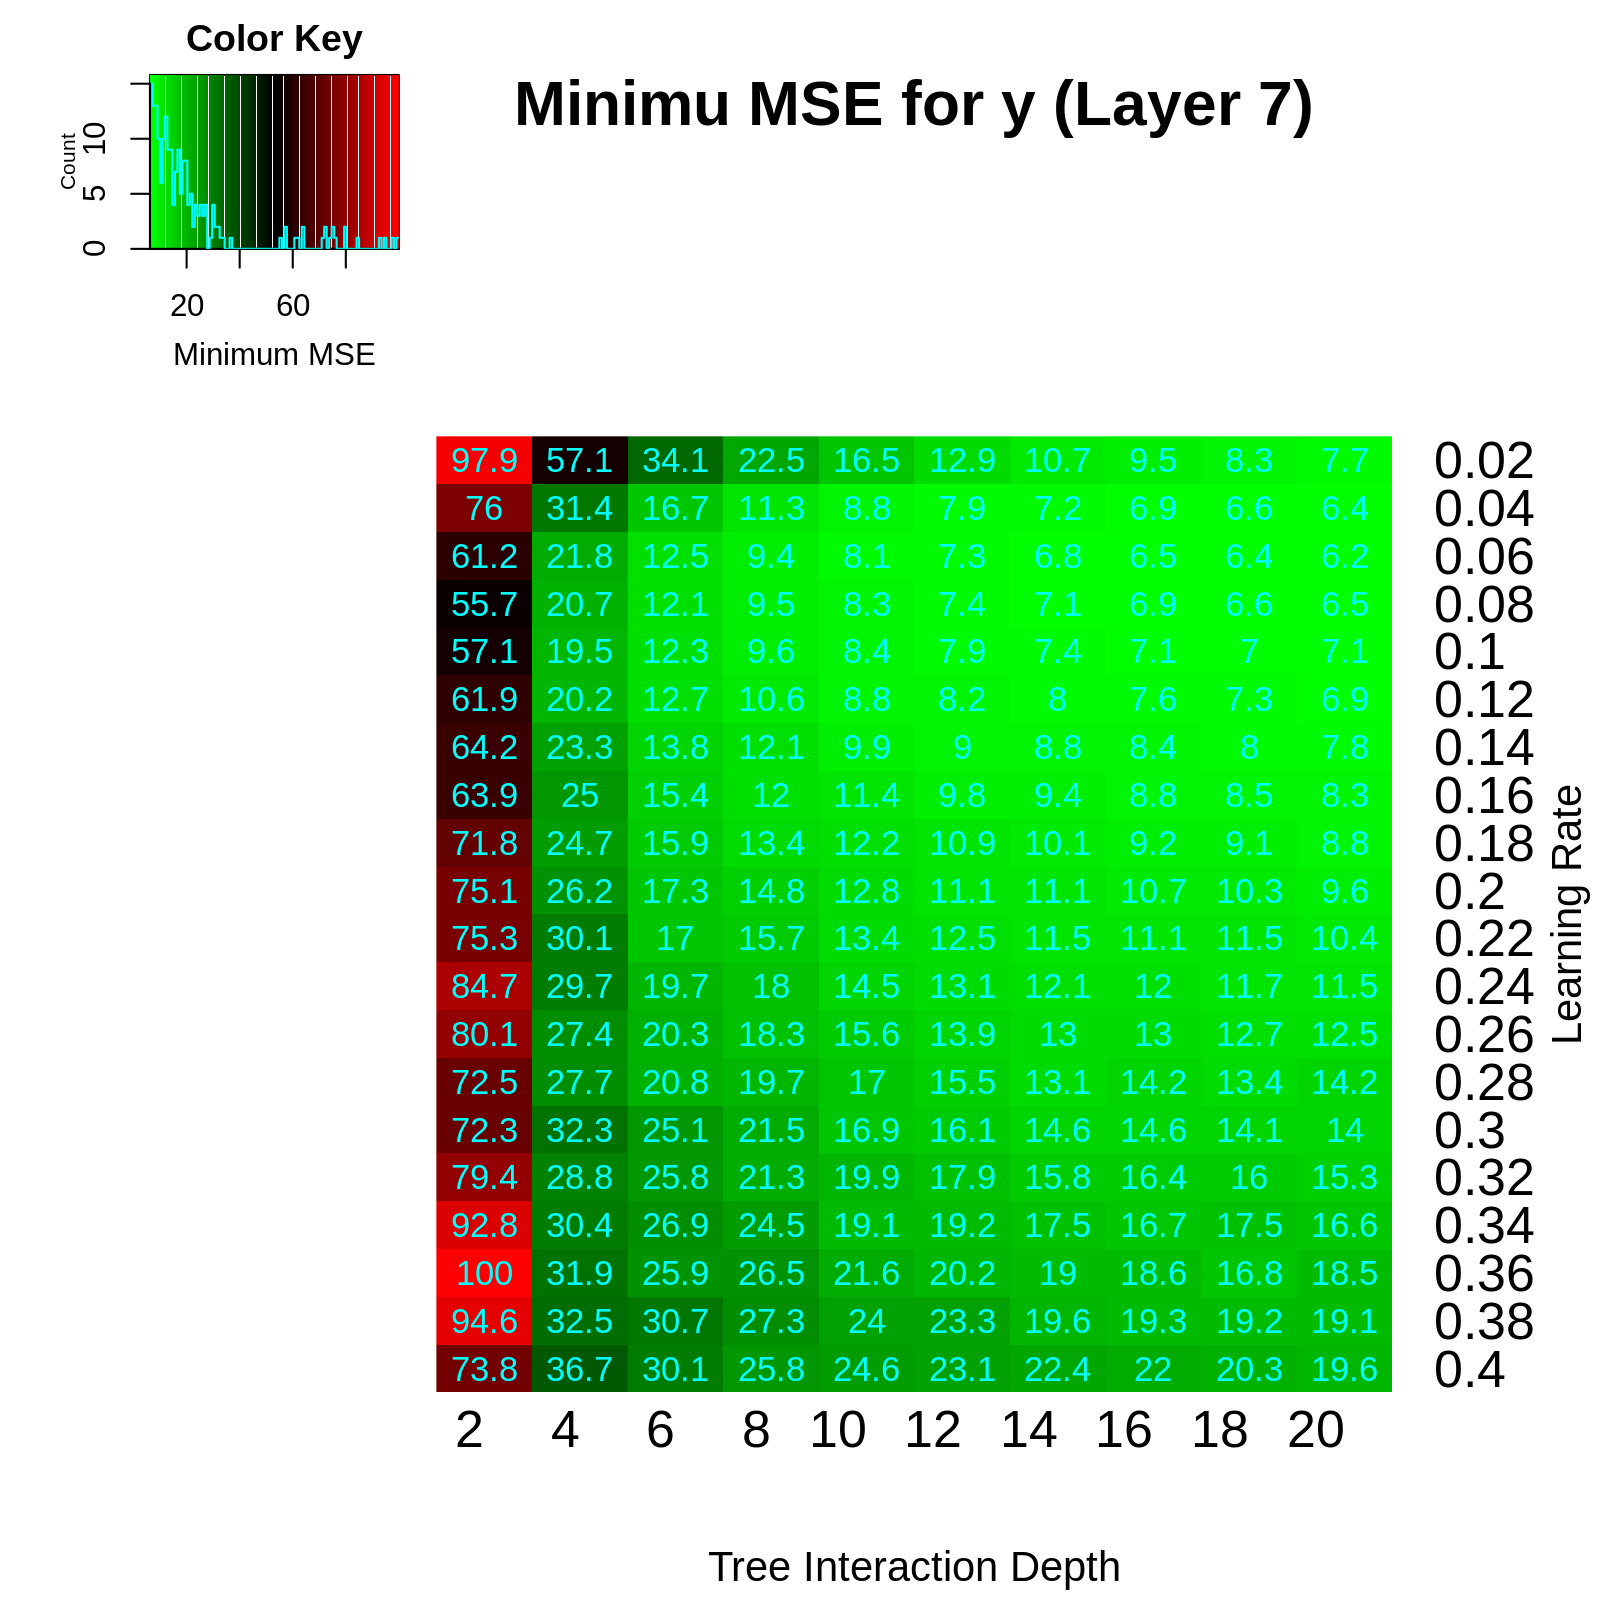 Color Key
Count
0 5 10
20 60
Minimum MSE
Minimu MSE for y (Layer 7)
97.9 57.1 34.1 22.5 16.5 12.9 10.7 9.5 8.3 7.7 0.02
76 31.4 16.7 11.3 8.8 7.9 7.2 6.9 6.6 6.4 0.04
61.2 21.8 12.5 9.4 8.1 7.3 6.8 6.5 6.4 6.2 0.06
55.7 20.7 12.1 9.5 8.3 7.4 7.1 6.9 6.6 6.5 0.08
57.1 19.5 12.3 9.6 8.4 7.9 7.4 7.1 7 7.1 0.1
61.9 20.2 12.7 10.6 8.8 8.2 8 7.6 7.3 6.9 0.12
64.2 23.3 13.8 12.1 9.9 9 8.8 8.4 8 7.8 0.14
63.9 25 15.4 12 11.4 9.8 9.4 8.8 8.5 8.3 0.16
71.8 24.7 15.9 13.4 12.2 10.9 10.1 9.2 9.1 8.8 0.18
75.1 26.2 17.3 14.8 12.8 11.1 11.1 10.7 10.3 9.6 0.2
75.3 30.1 17 15.7 13.4 12.5 11.5 11.1 11.5 10.4 0.22
84.7 29.7 19.7 18 14.5 13.1 12.1 12 11.7 11.5 0.24
80.1 27.4 20.3 18.3 15.6 13.9 13 13 12.7 12.5 0.26
72.5 27.7 20.8 19.7 17 15.5 13.1 14.2 13.4 14.2 0.28
72.3 32.3 25.1 21.5 16.9 16.1 14.6 14.6 14.1 14 0.3
79.4 28.8 25.8 21.3 19.9 17.9 15.8 16.4 16 15.3 0.32
92.8 30.4 26.9 24.5 19.1 19.2 17.5 16.7 17.5 16.6 0.34
100 31.9 25.9 26.5 21.6 20.2 19 18.6 16.8 18.5 0.36
94.6 32.5 30.7 27.3 24 23.3 19.6 19.3 19.2 19.1 0.38
73.8 36.7 30.1 25.8 24.6 23.1 22.4 22 20.3 19.6 0.4
Learning Rate
2 4 6 8 10 12 14 16 18 20
Tree Interaction Depth